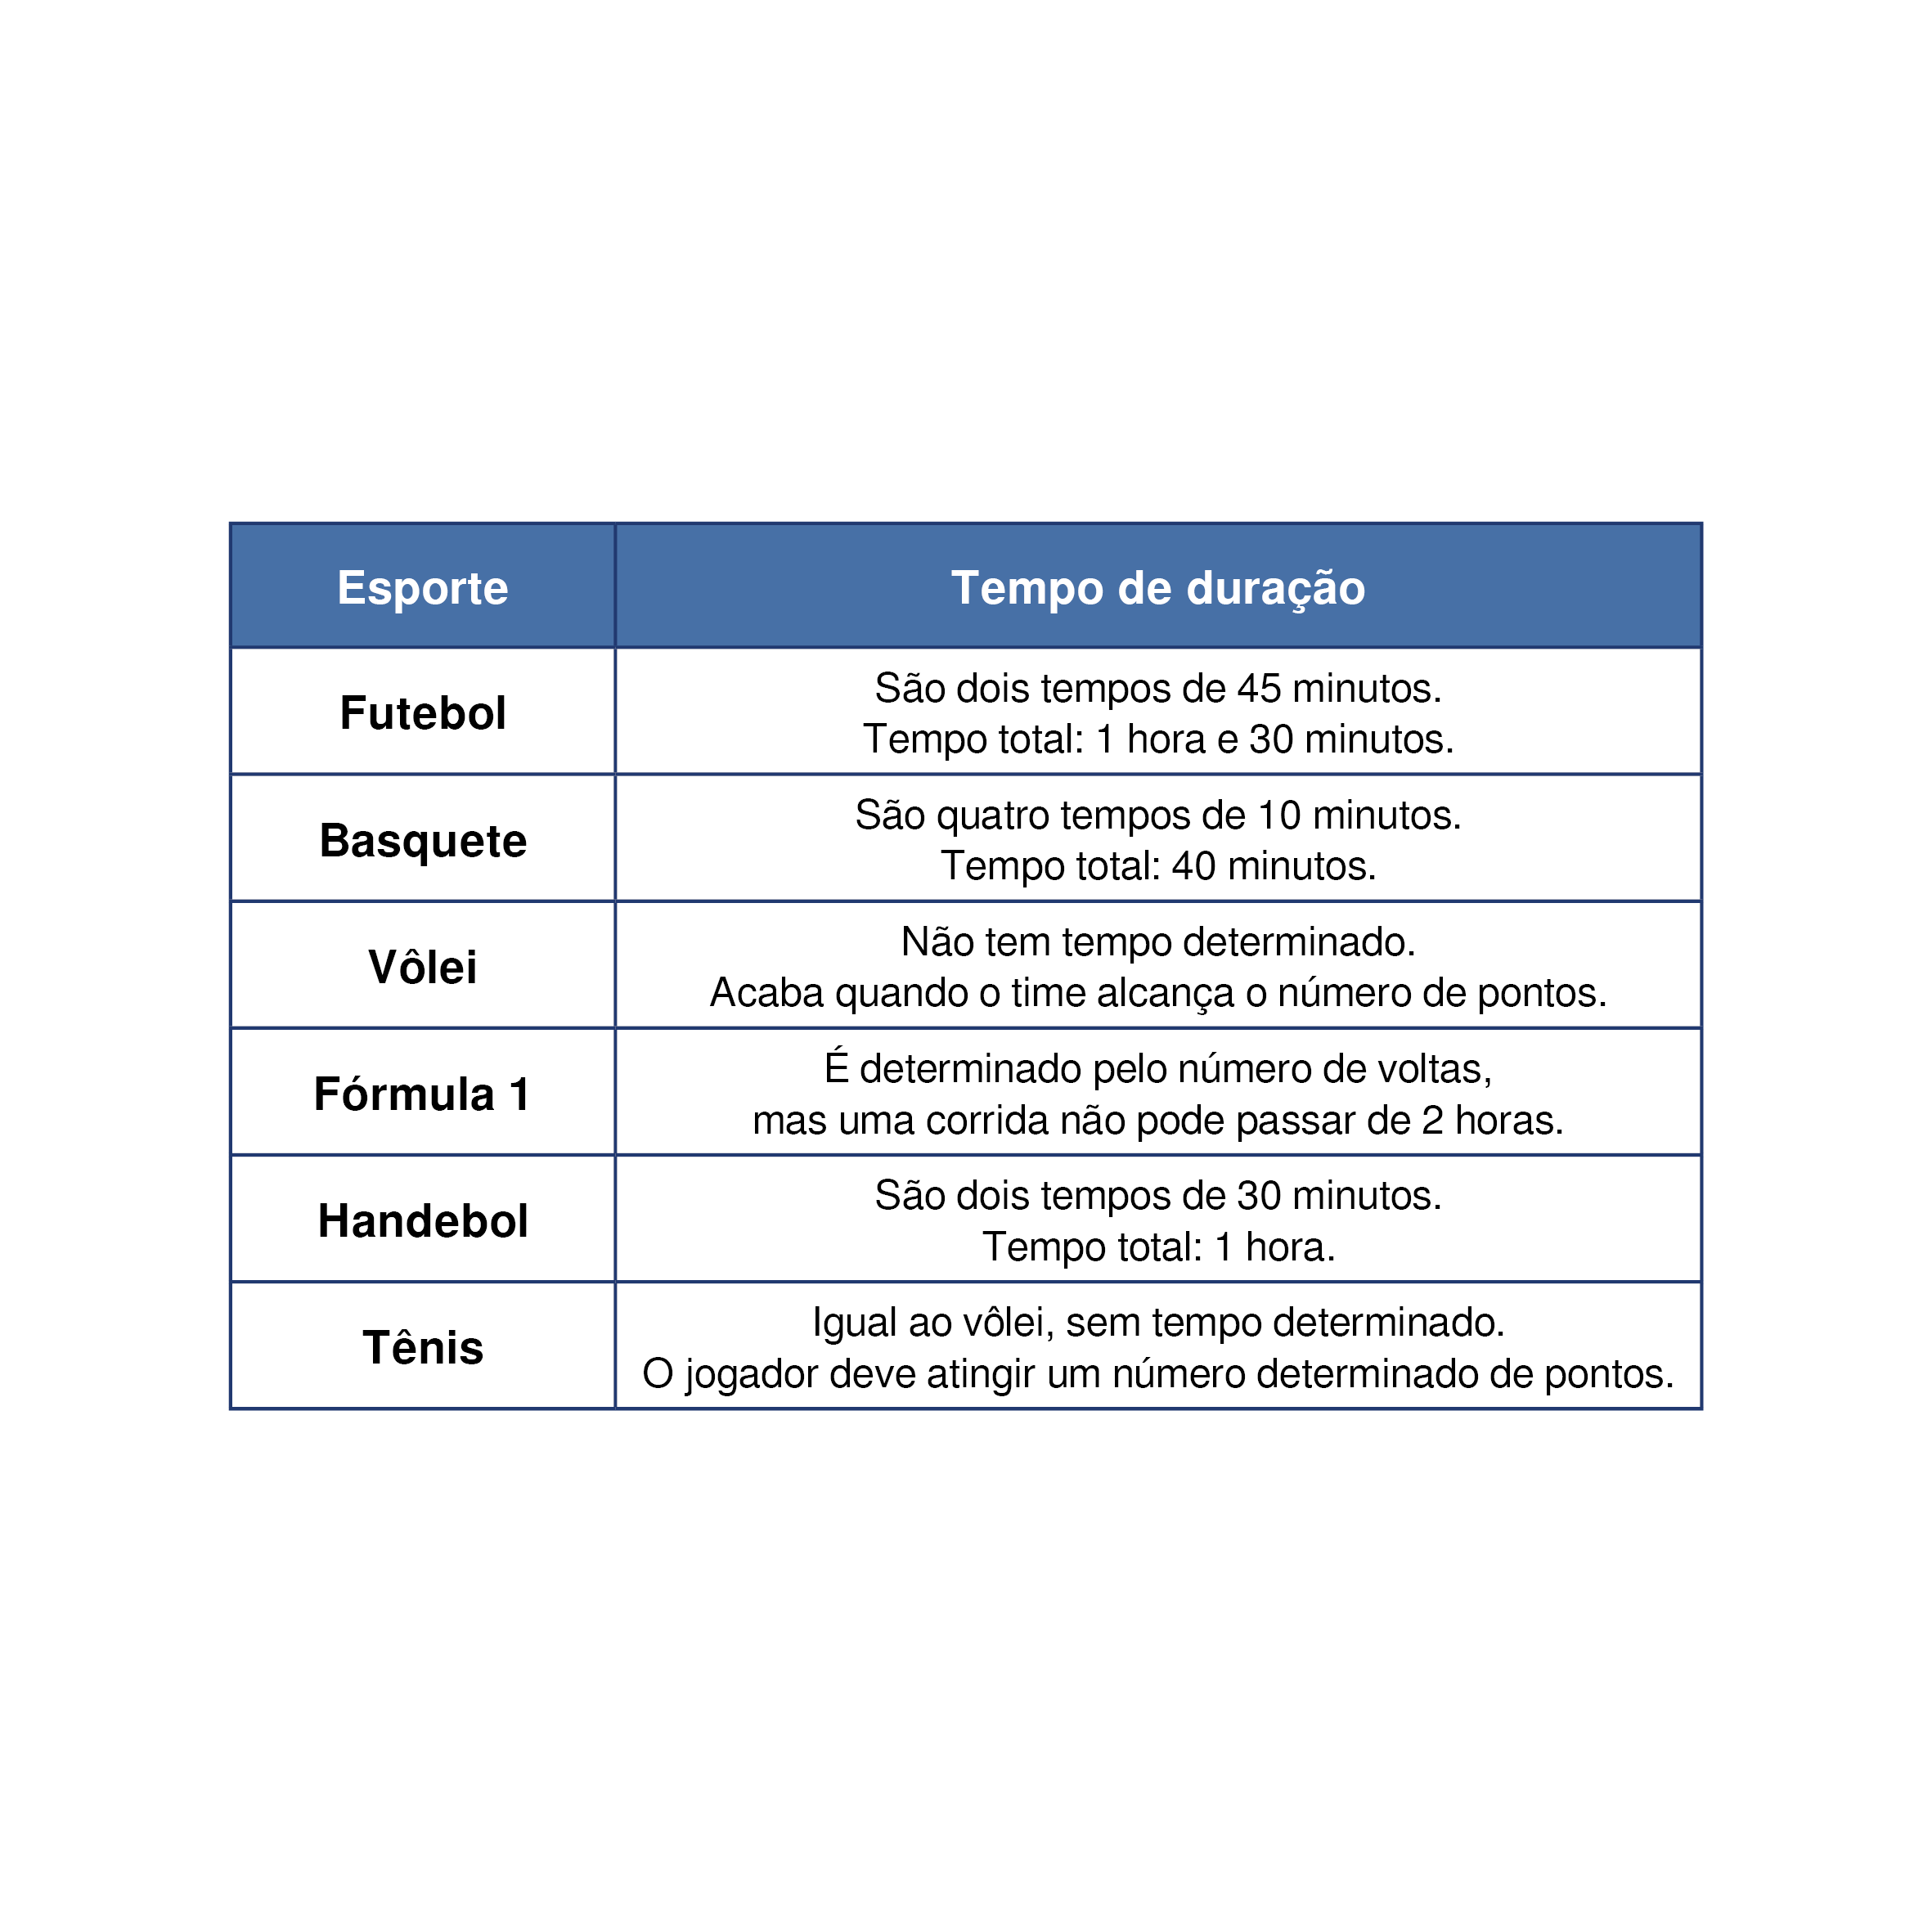 Esporte
Tempo de duração
Futebol
São dois tempos de 45 minutos.
Tempo total: 1 hora e 30 minutos.
Basquete
São quatro tempos de 10 minutos.
Tempo total: 40 minutos.
Vôlei
Não tem tempo determinado.
Acaba quando o time alcança o número de pontos.
Fórmula 1
É determinado pelo número de voltas,
mas uma corrida não pode passar de 2 horas.
Handebol
São dois tempos de 30 minutos.
Tempo total: 1 hora.
Tênis
Igual ao vôlei, sem tempo determinado.
O jogador deve atingir um número determinado de pontos.